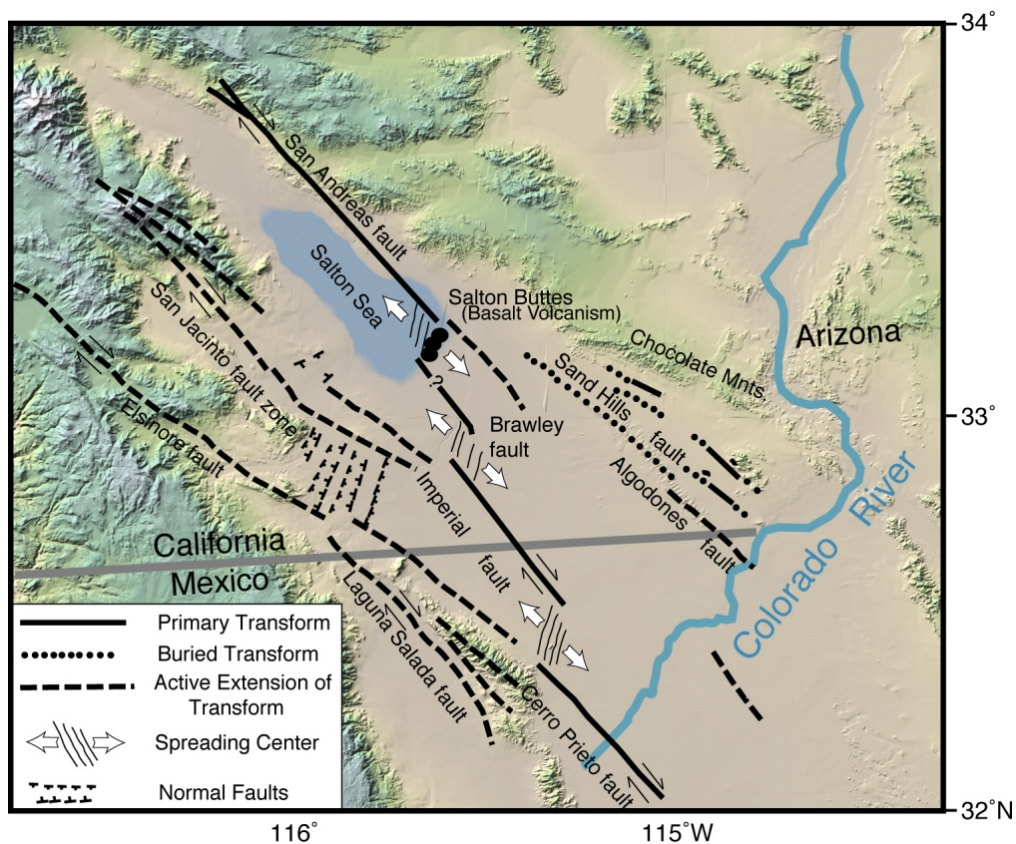 34°
San Andreas fault
Salton Sea
Salton Buttes
(Basalt Volcanism)
Arizona
Chocolate Mnts.
San Jacinto fault zone
Sand Hills fault
33°
?
Elsinore fault
Brawley
fault
Algodones fault
Imperial fault
Colorado River
California
Mexico
Laguna Salada fault
Cerro Prieto fault
Primary Transform
Buried Transform
Active Extension of
Transform
Spreading Center
Normal Faults
32°N
116°
115°W